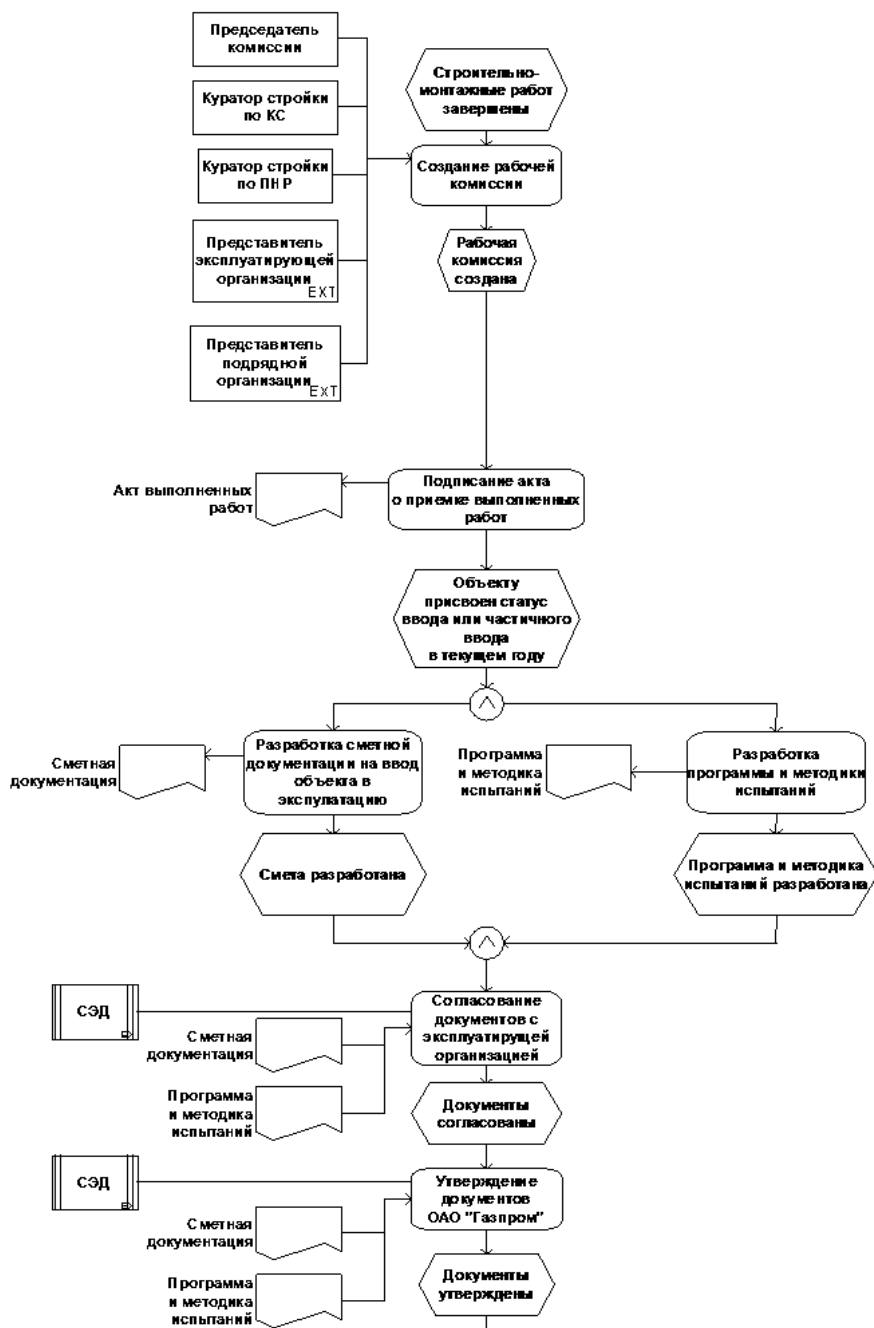 Председатель
комиссии
Строительно-
монтажные работ
завершены
Куратор стройки
по КС
Создание рабочей
комиссии
Куратор стройки
по ПНР
Рабочая
комиссия
создана
Представитель
эксплуатирующей
организации
EXT
Представитель
подрядной
организации
EXT
Акт выполненных
работ
Подписание акта
о приемке выполненных
работ
Объекту
присвоен статус
ввода или частичного
ввода
в текущем году
Сметная
документация
Разработка сметной
документации на ввод
объекта в
экспулатацию
Программа
и методика
испытаний
Разработка
программы и методики
испытаний
Смета разработана
Программа и методика
испытаний разработана
СЭД
Согласование
документов с
эксплуатирущей
организацией
Сметная
документация
Программа
и методика
испытаний
Документы
согласованы
СЭД
Утверждение
документов
ОАО "Газпром"
Сметная
документация
Программа
и методика
испытаний
Документы
утверждены